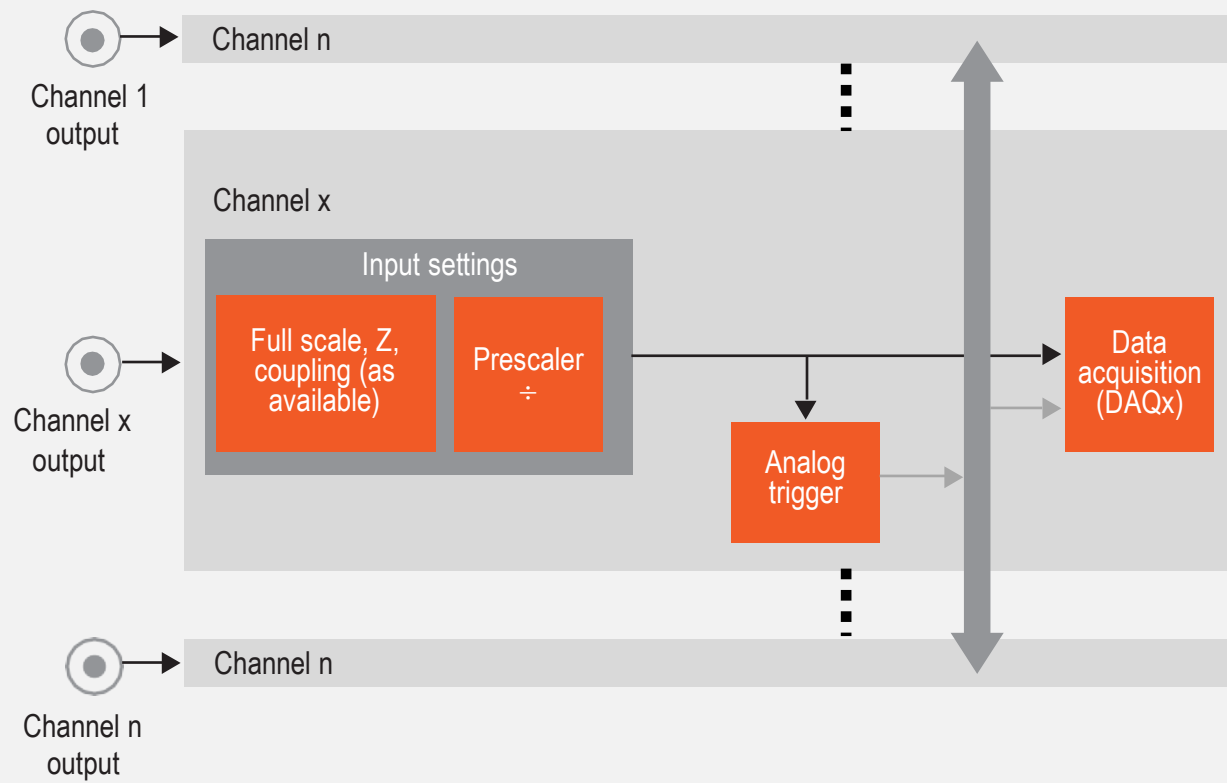 Channel n
Channel 1
output
Channel x
Input settings
Full scale, Z,
coupling (as
available)
Prescaler
÷
Data
acquisition
(DAQx)
Channel x
output
Analog
trigger
Channel n
Channel n
output